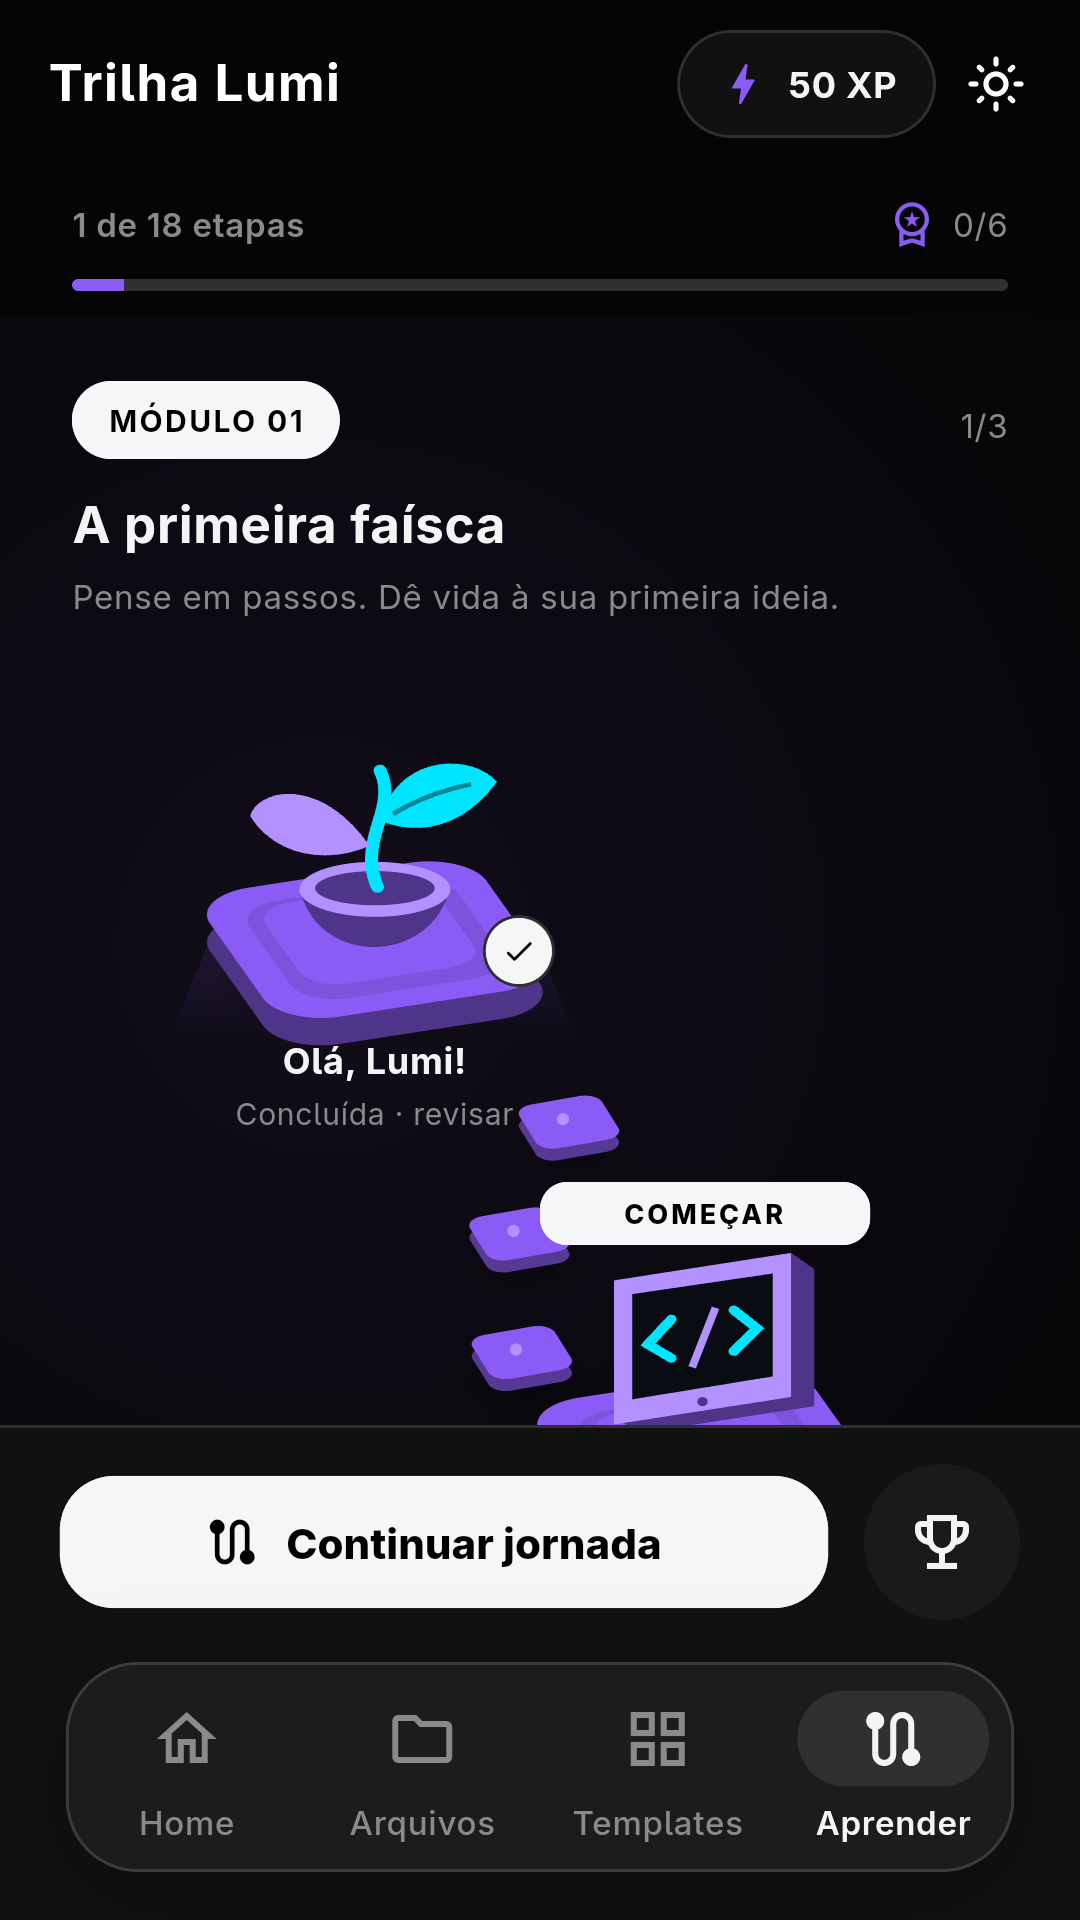 Trilha Lumi
50 XP
1 de 18 etapas
0/6
MÓDULO 01
1/3
A primeira faísca
Pense em passos. Dê vida à sua primeira ideia.
Olá, Lumi!
Concluída · revisar
COMEÇAR
</>
Continuar jornada
Home
Arquivos
Templates
Aprender